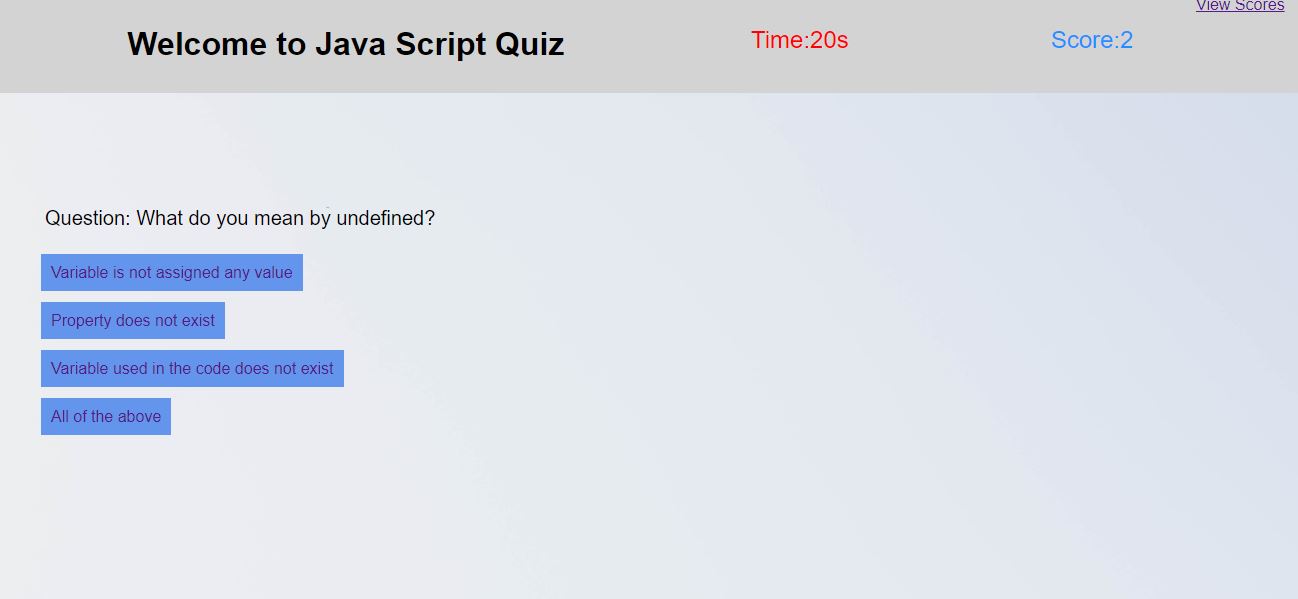 View Scores
Welcome to Java Script Quiz Time:20s Score:2
Question: What do you mean by undefined?
Variable is not assigned any value
Property does not exist
Variable used in the code does not exist
All of the above